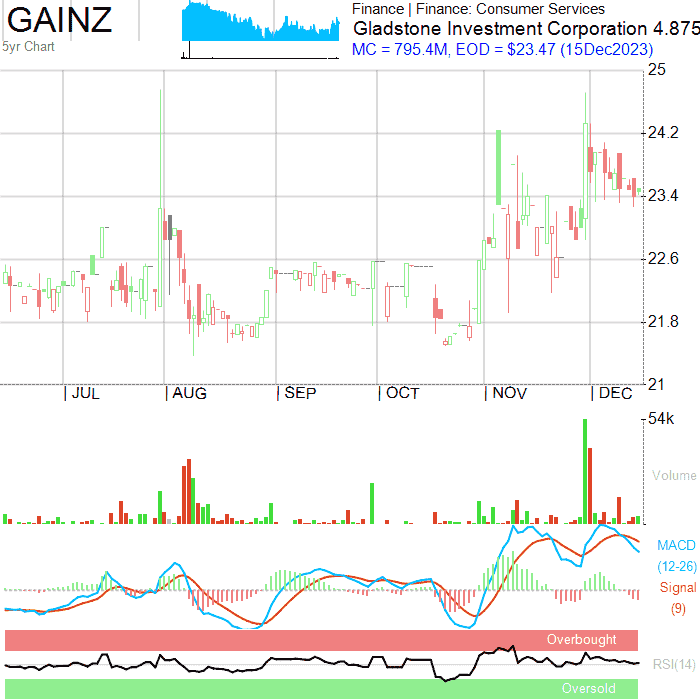 GAINZ
5yr Chart
Finance | Finance: Consumer Services
Gladstone Investment Corporation 4.875
MC = 795.4M, EOD = $23.47 (15Dec2023)
25
24.2
23.4
22.6
21.8
21
| JUL | AUG | SEP | OCT | NOV | DEC
54k
Volume
MACD
(12-26)
Signal
(9)
Overbought
RSI(14)
Oversold